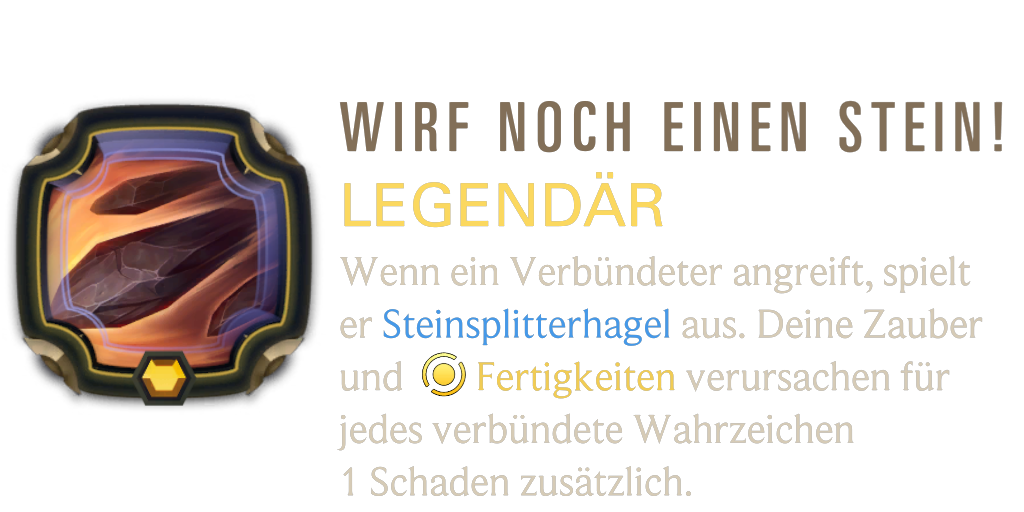 WIRF NOCH EINEN STEIN!
LEGENDÄR
Wenn ein Verbündeter angreift, spielt
er Steinsplitterhagel aus. Deine Zauber
und Fertigkeiten verursachen für
jedes verbündete Wahrzeichen
1 Schaden zusätzlich.